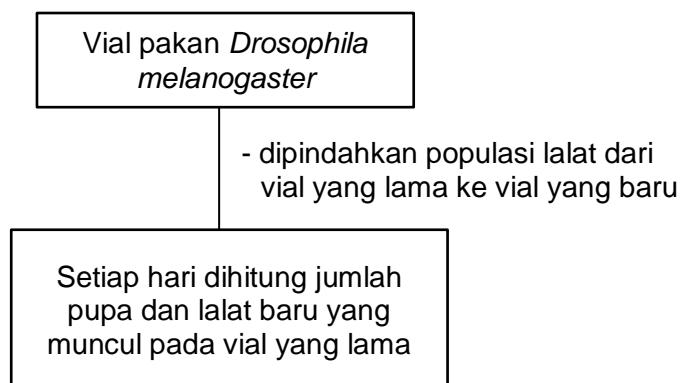 Vial pakan Drosophila
melanogaster
- dipindahkan populasi lalat dari
vial yang lama ke vial yang baru
Setiap hari dihitung jumlah
pupa dan lalat baru yang
muncul pada vial yang lama